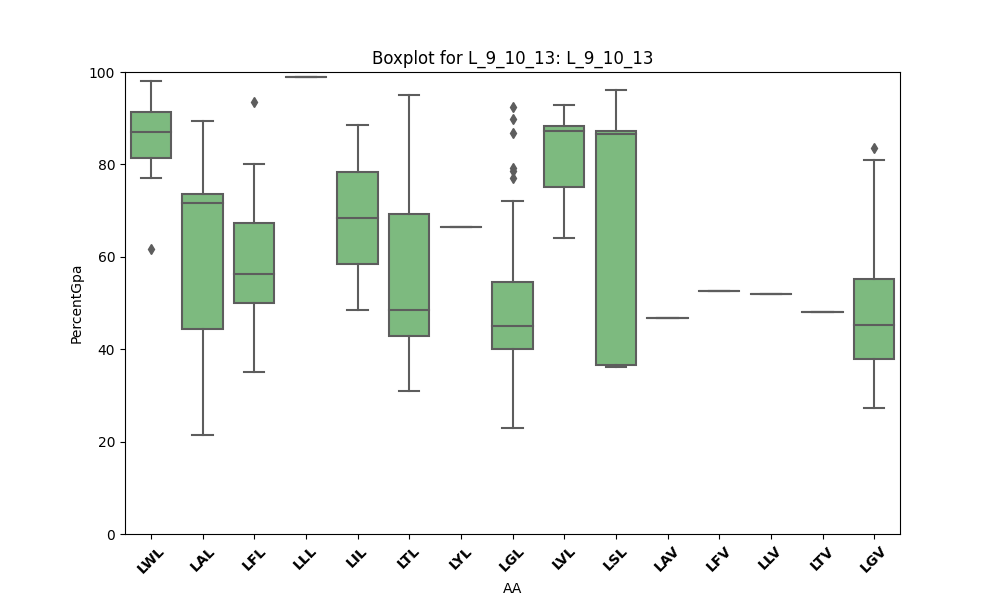 Boxplot for L_9_10_13: L_9_10_13
PercentGpa
100
80
60
40
20
0
LWL LAL LFL LLL LIL LTL LYL LGL LVL LSL LAV LFV LLV LTV LGV
AA